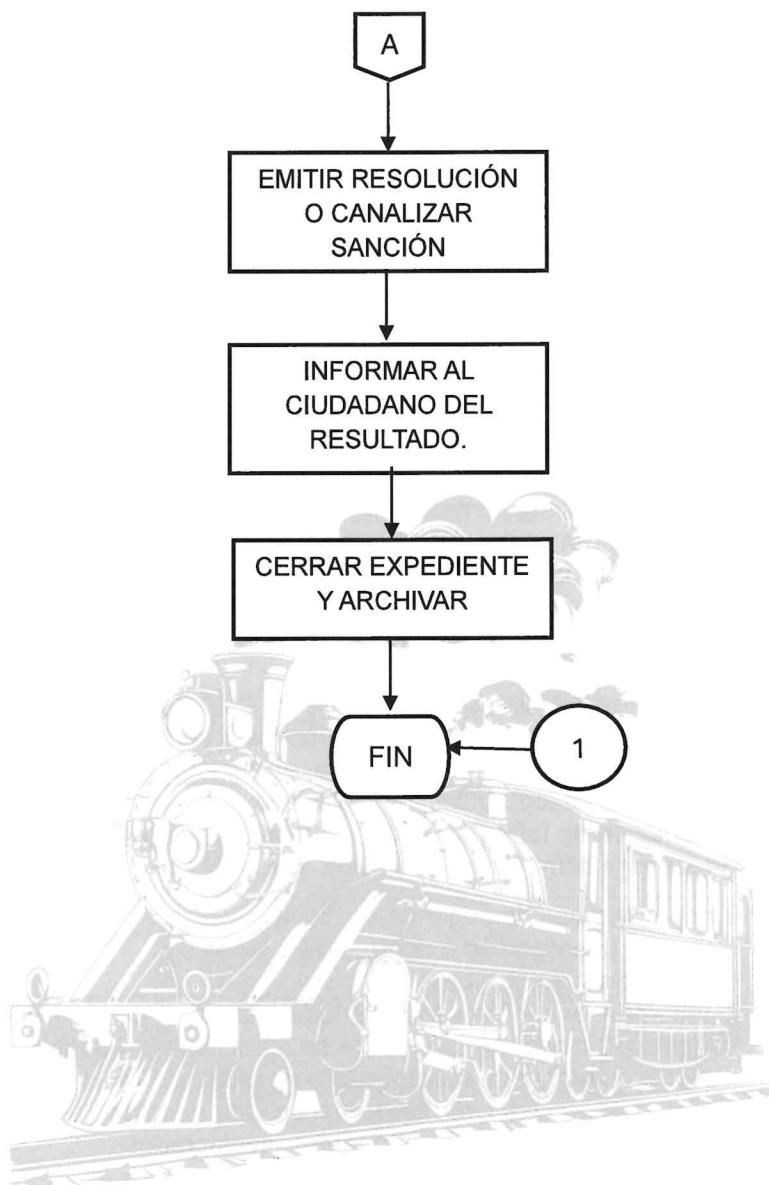 A
EMITIR RESOLUCIÓN
O CANALIZAR
SANCIÓN
INFORMAR AL
CIUDADANO DEL
RESULTADO.
CERRAR EXPEDIENTE
Y ARCHIVAR
FIN
1